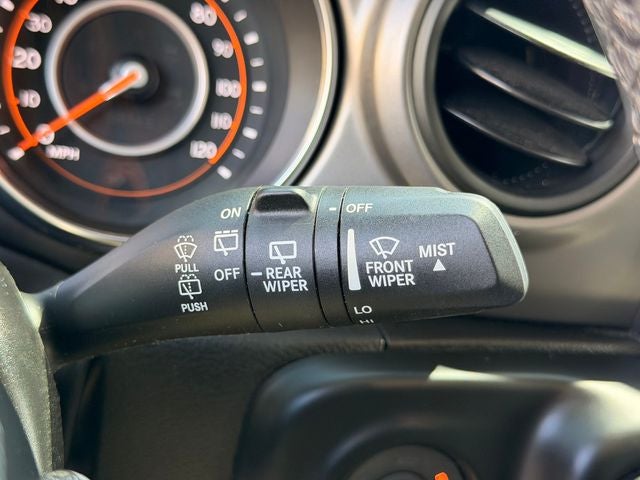 80
90
100
110
120
30
20
10
0
MPH
ON
OFF
PULL
PUSH
OFF
REAR
WIPER
FRONT
WIPER
MIST
LO
HI